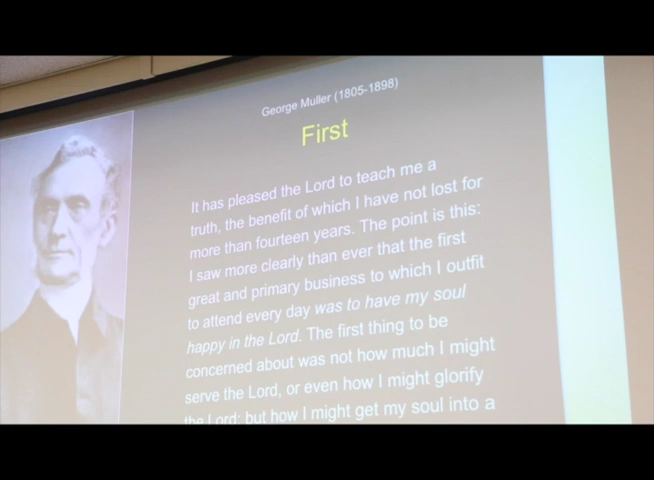 George Muller (1805-1898)
First
It has pleased the Lord to teach me a
truth, the benefit of which I have not lost for
more than fourteen years. The point is this:
I saw more clearly than ever that the first
great and primary business to which I outfit
to attend every day was to have my soul
happy in the Lord. The first thing to be
concerned about was not how much I might
serve the Lord, or even how I might glorify
the Lord; but how I might get my soul into a